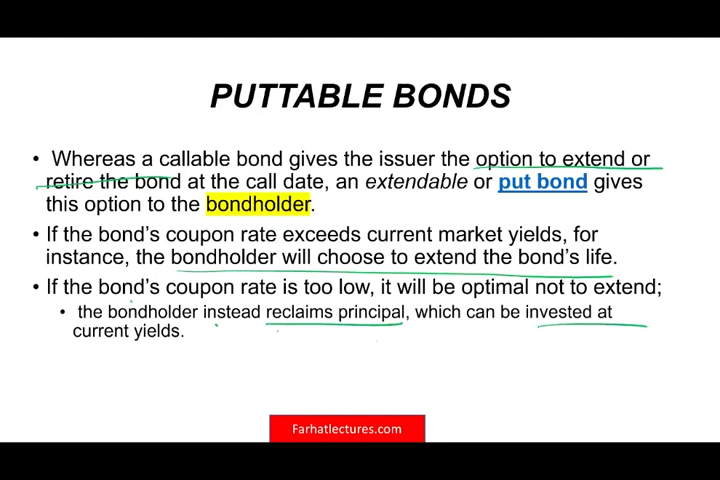 PUTTABLE BONDS
• Whereas a callable bond gives the issuer the option to extend or
retire the bond at the call date, an extendable or put bond gives
this option to the bondholder.
• If the bond's coupon rate exceeds current market yields, for
instance, the bondholder will choose to extend the bond's life.
• If the bond's coupon rate is too low, it will be optimal not to extend;
• the bondholder instead reclaims principal, which can be invested at
current yields.
Farhatlectures.com